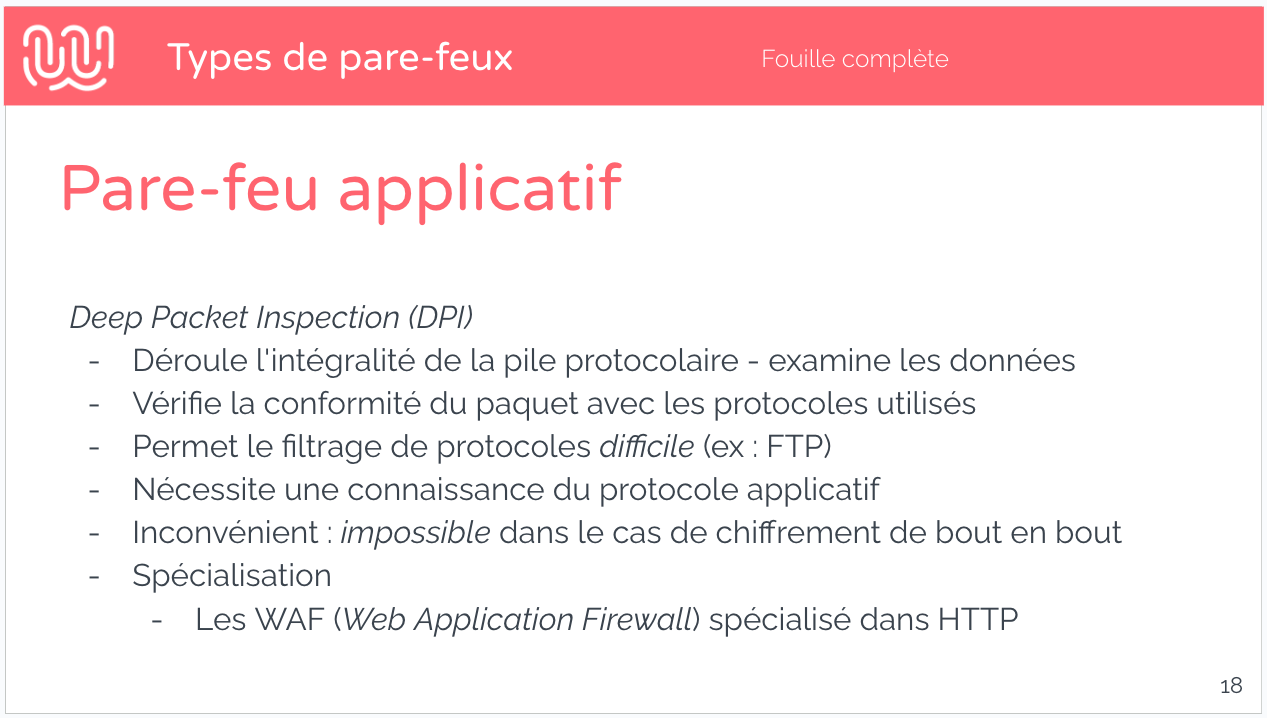 Types de pare-feux
Fouille complète
Pare-feu applicatif
Deep Packet Inspection (DPI)
- Déroule l'intégralité de la pile protocolaire - examine les données
- Vérifie la conformité du paquet avec les protocoles utilisés
- Permet le filtrage de protocoles difficile (ex : FTP)
- Nécessite une connaissance du protocole applicatif
- Inconvénient : impossible dans le cas de chiffrement de bout en bout
- Spécialisation
- Les WAF (Web Application Firewall) spécialisé dans HTTP
18